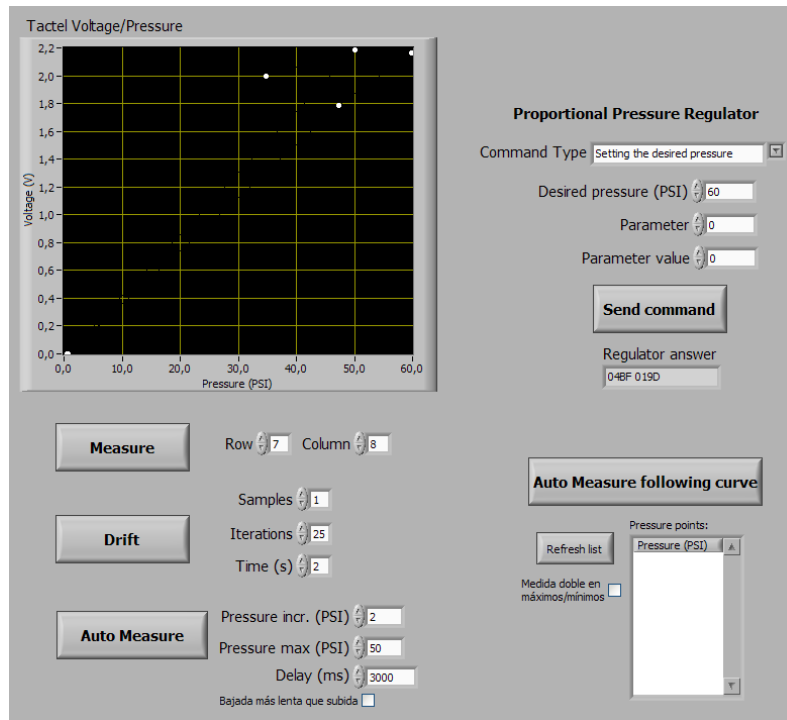 Tactel Voltage/Pressure
2,2
2,0
1,8
1,6
1,4
1,2
1,0
0,8
0,6
0,4
0,2
0,0
Voltage (V)
0,0 10,0 20,0 30,0 40,0 50,0 60,0
Pressure (PSI)
Proportional Pressure Regulator
Command Type Setting the desired pressure
Desired pressure (PSI) 60
Parameter 0
Parameter value 0
Send command
Regulator answer
04BF 019D
Measure
Row 7 Column 8
Drift
Samples 1
Iterations 25
Time (s) 2
Auto Measure
Pressure incr. (PSI) 2
Pressure max (PSI) 50
Delay (ms) 3000
Bajada más lenta que subida
Auto Measure following curve
Refresh list
Medida doble en
máximos/mínimos
Pressure points:
Pressure (PSI)